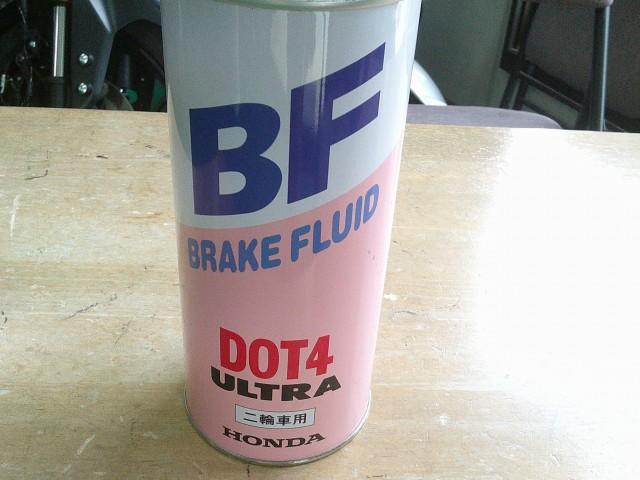 BF
BRAKE FLUID
DOT4
ULTRA
二輪車用
HONDA